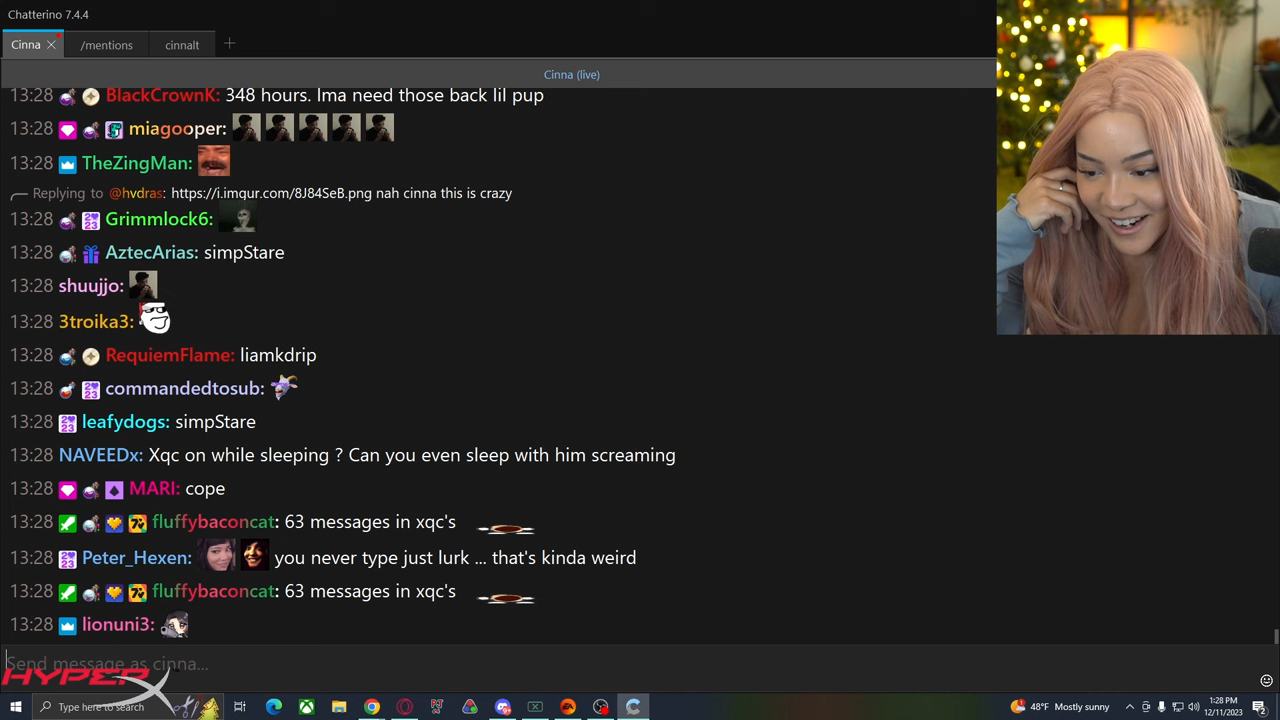 Chatterino 7.4.4
Cinna
/mentions
cinnalt
Cinna (live)
13:28 BlackCrownK: 348 hours. Ima need those back lil pup
13:28 miagooper:
13:28 TheZingMan:
Replying to @hvdras: https://i.imgur.com/8J84SeB.png nah cinna this is crazy
13:28 Grimmlock6:
13:28 AztecArias: simpStare
13:28 shuujjo:
13:28 3troika3:
13:28 RequiemFlame: liamkdrip
13:28 commandedtosub:
13:28 leafydogs: simpStare
13:28 NAVEEDx: Xqc on while sleeping ? Can you even sleep with him screaming
13:28 MARI: cope
13:28 fluffybaconcat: 63 messages in xqc's
13:28 Peter_Hexen: you never type just lurk ... that's kinda weird
13:28 fluffybaconcat: 63 messages in xqc's
13:28 lionuni3:
Send message as cinna...
HYPERX
Type here to search
48°F Mostly sunny
1:28 PM
12/11/2023